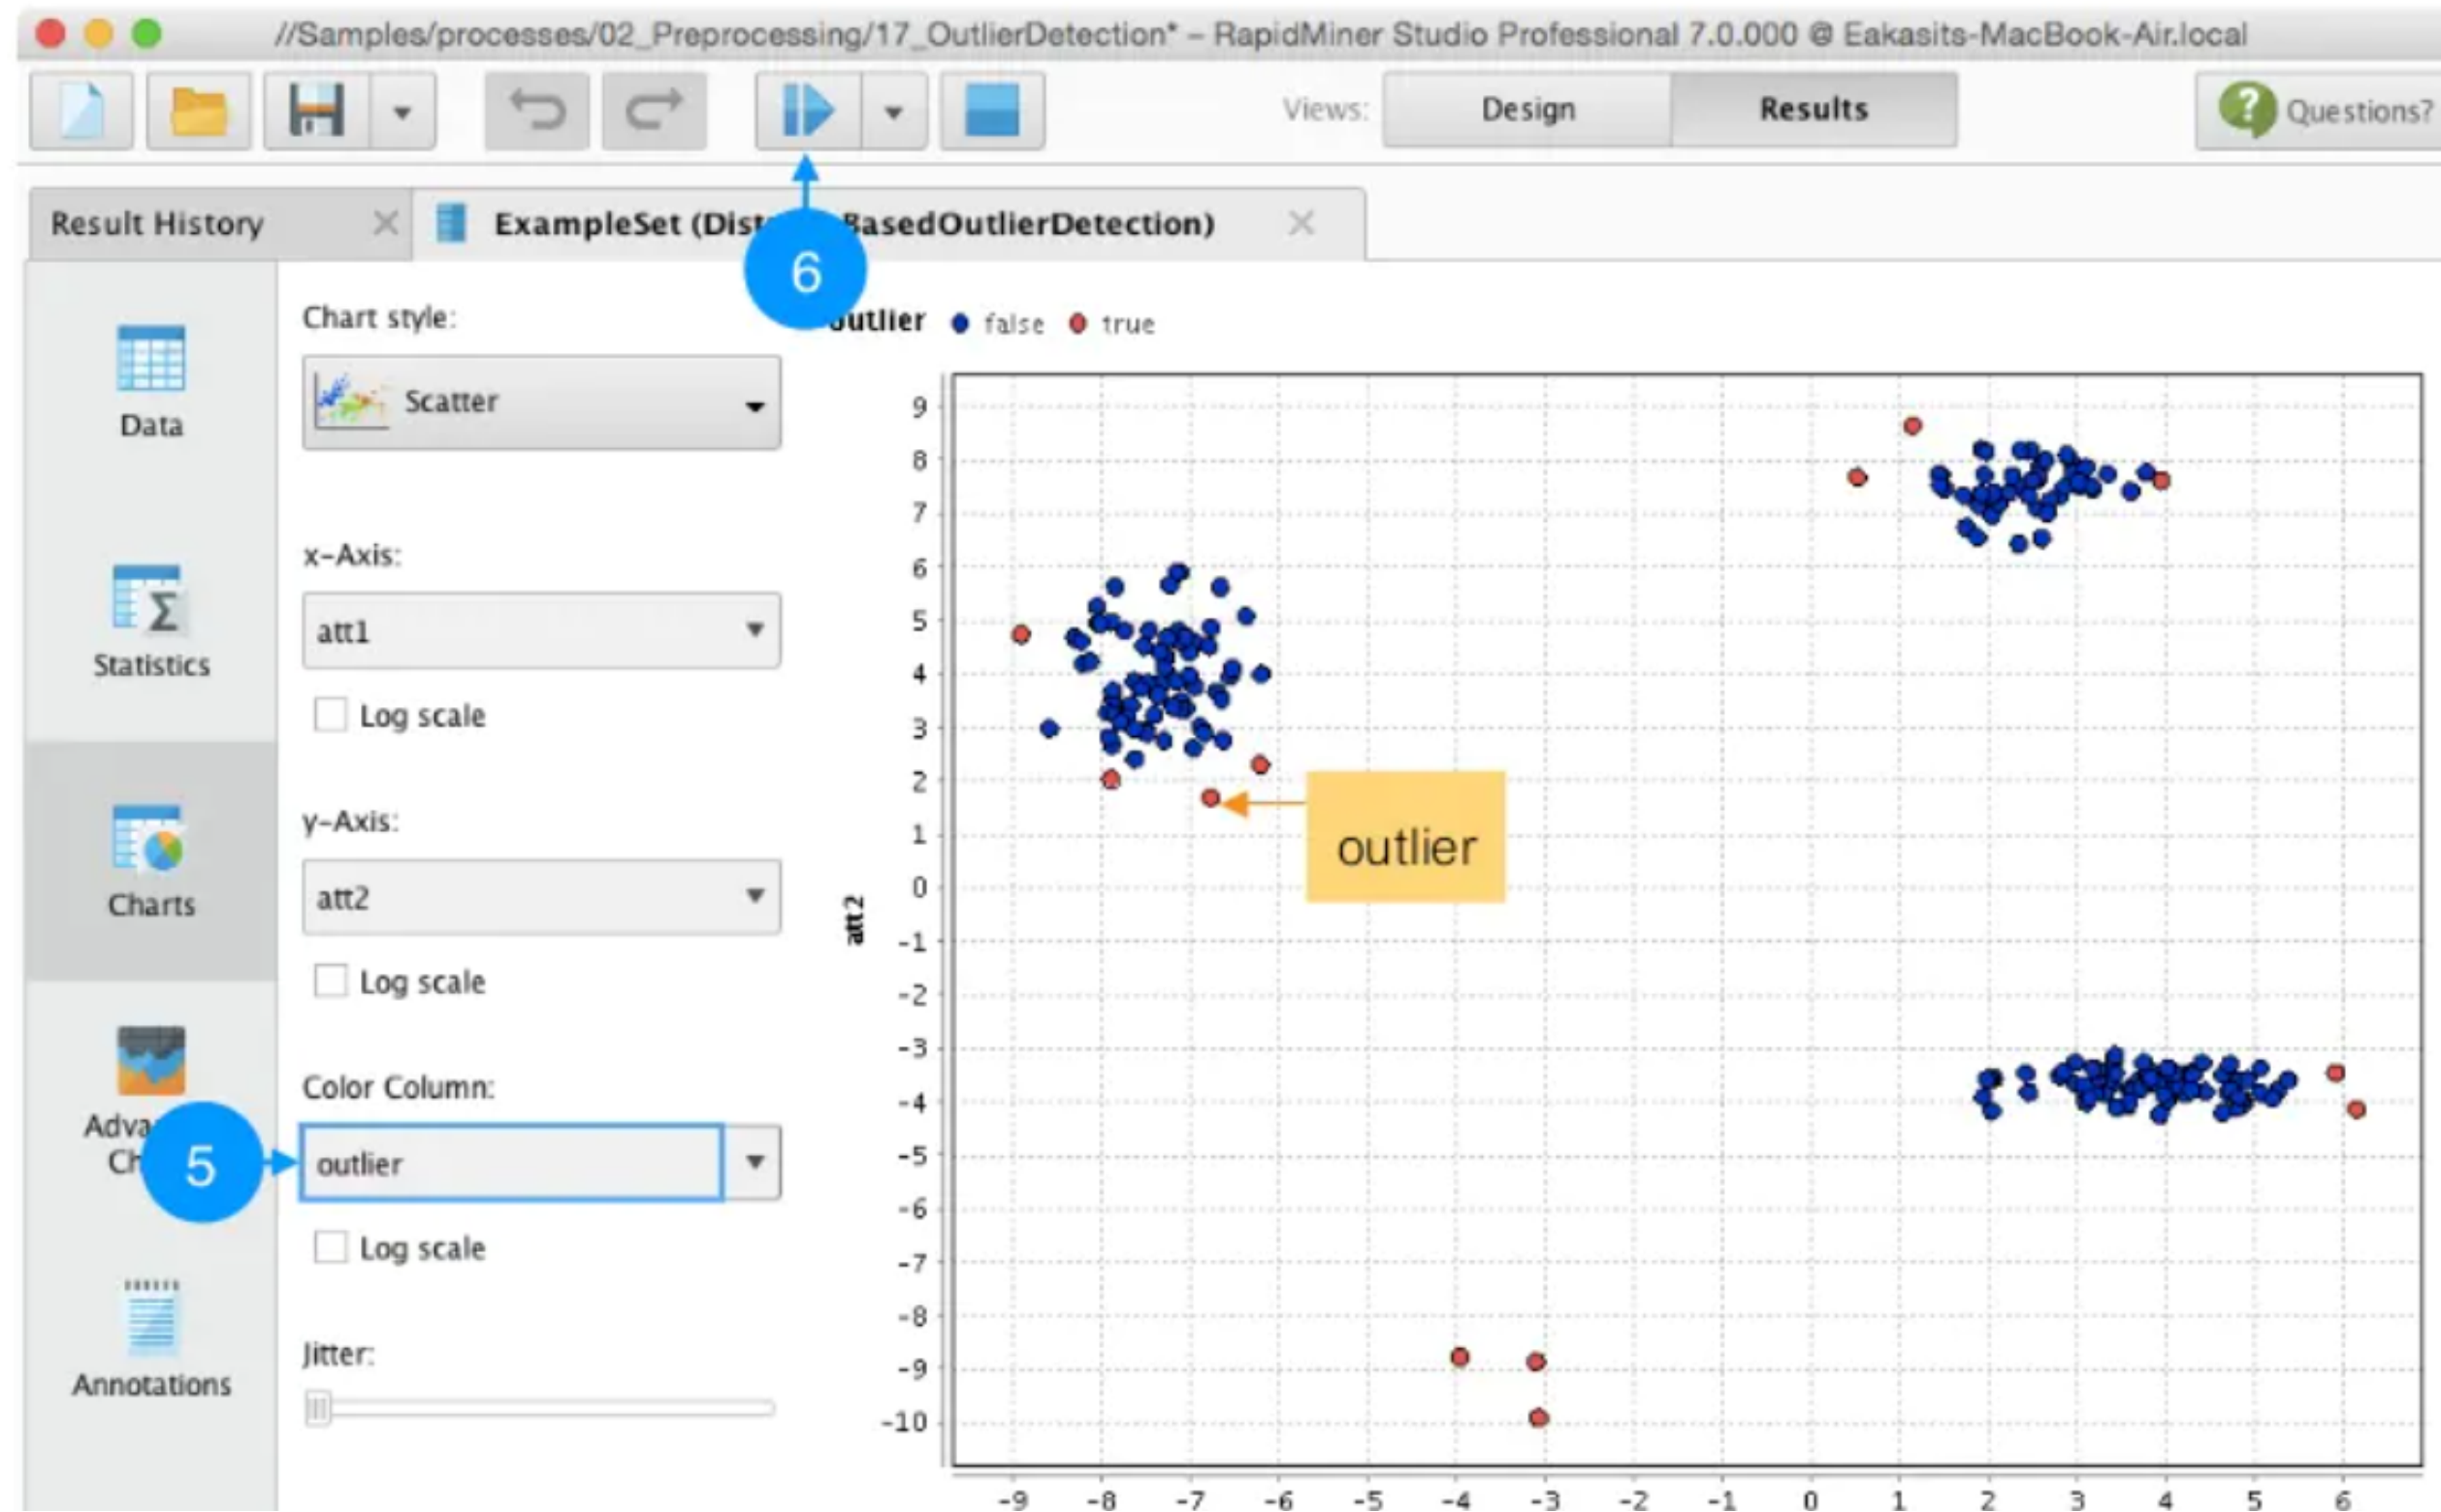 //Samples/processes/02_Preprocessing/17_OutlierDetection* – RapidMiner Studio Professional 7.0.000 @ Eakasits-MacBook-Air.local
Views: Design Results Questions?
Result History ExampleSet (Dist BasedOutlierDetection)
6
Chart style:
outlier false true
Scatter
Data
x-Axis:
att1
Statistics
Log scale
y-Axis:
att2
Charts
Log scale
Color Column:
Adva
Ch
5
outlier
Log scale
Jitter:
Annotations
att2
9
8
7
6
5
4
3
2
1
0
-1
-2
-3
-4
-5
-6
-7
-8
-9
-10
outlier
-9 -8 -7 -6 -5 -4 -3 -2 -1 0 1 2 3 4 5 6